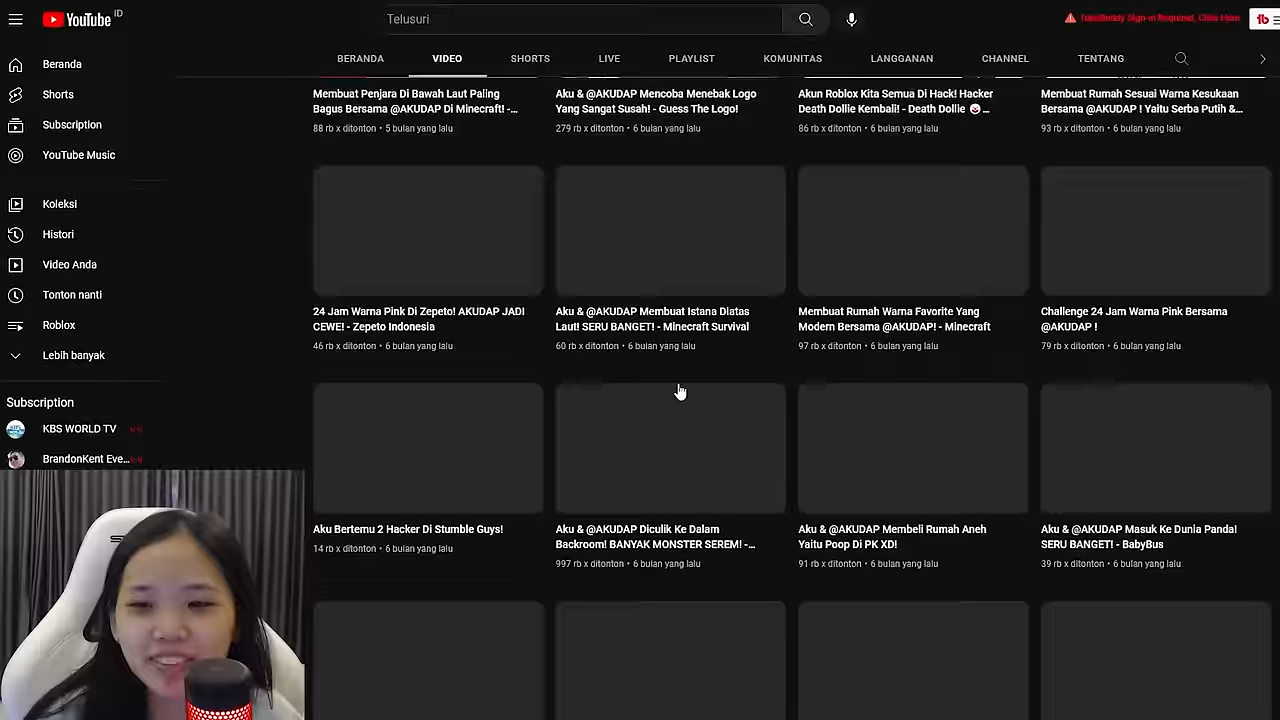 YouTube ID
Telusuri
BERANDA VIDEO SHORTS LIVE PLAYLIST KOMUNITAS LANGGANAN CHANNEL TENTANG
Beranda
Shorts
Subscription
YouTube Music
Koleksi
Histori
Video Anda
Tonton nanti
Roblox
Lebih banyak
Subscription
KBS WORLD TV
BrandonKent Eve...
Membuat Penjara Di Bawah Laut Paling
Bagus Bersama @AKUDAP Di Minecraft! -...
88 rb x ditonton • 5 bulan yang lalu
Aku & @AKUDAP Mencoba Menebak Logo
Yang Sangat Susah! - Guess The Logo!
279 rb x ditonton • 6 bulan yang lalu
Akun Roblox Kita Semua Di Hack! Hacker
Death Dollie Kembali! - Death Dollie 🤡...
86 rb x ditonton • 6 bulan yang lalu
Membuat Rumah Sesuai Warna Kesukaan
Bersama @AKUDAP ! Yaitu Serba Putih &...
93 rb x ditonton • 6 bulan yang lalu
24 Jam Warna Pink Di Zepeto! AKUDAP JADI
CEWE! - Zepeto Indonesia
46 rb x ditonton • 6 bulan yang lalu
Aku & @AKUDAP Membuat Istana Diatas
Laut! SERU BANGET! - Minecraft Survival
60 rb x ditonton • 6 bulan yang lalu
Membuat Rumah Warna Favorite Yang
Modern Bersama @AKUDAP! - Minecraft
97 rb x ditonton • 6 bulan yang lalu
Challenge 24 Jam Warna Pink Bersama
@AKUDAP !
79 rb x ditonton • 6 bulan yang lalu
Aku Bertemu 2 Hacker Di Stumble Guys!
14 rb x ditonton • 6 bulan yang lalu
Aku & @AKUDAP Diculik Ke Dalam
Backroom! BANYAK MONSTER SEREM! -...
997 rb x ditonton • 6 bulan yang lalu
Aku & @AKUDAP Membeli Rumah Aneh
Yaitu Poop Di PK XD!
91 rb x ditonton • 6 bulan yang lalu
Aku & @AKUDAP Masuk Ke Dunia Panda!
SERU BANGET! - BabyBus
39 rb x ditonton • 6 bulan yang lalu